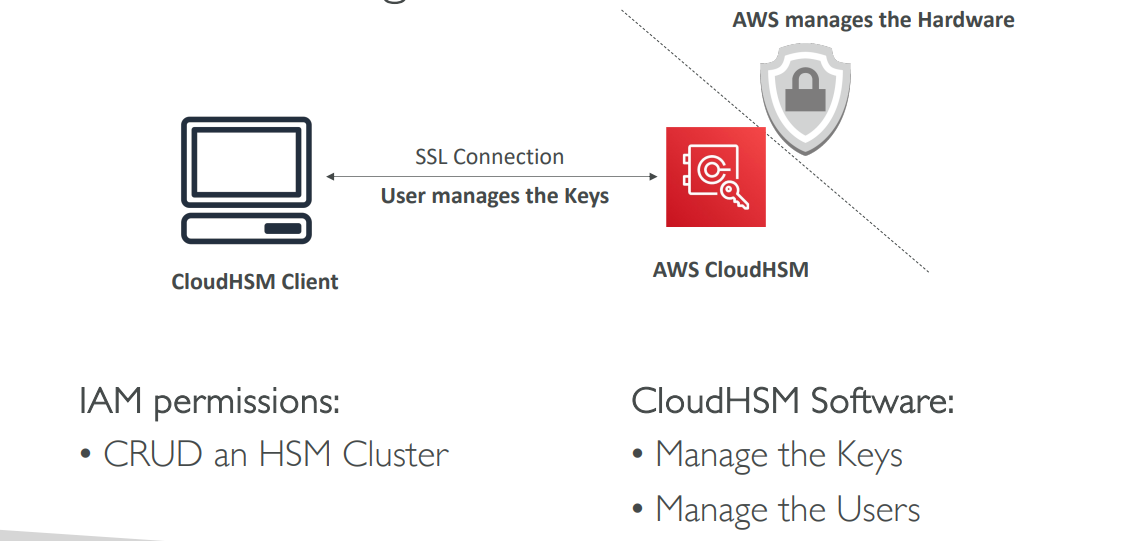 AWS manages the Hardware
SSL Connection
User manages the Keys
CloudHSM Client
AWS CloudHSM
IAM permissions:
• CRUD an HSM Cluster
CloudHSM Software:
• Manage the Keys
• Manage the Users